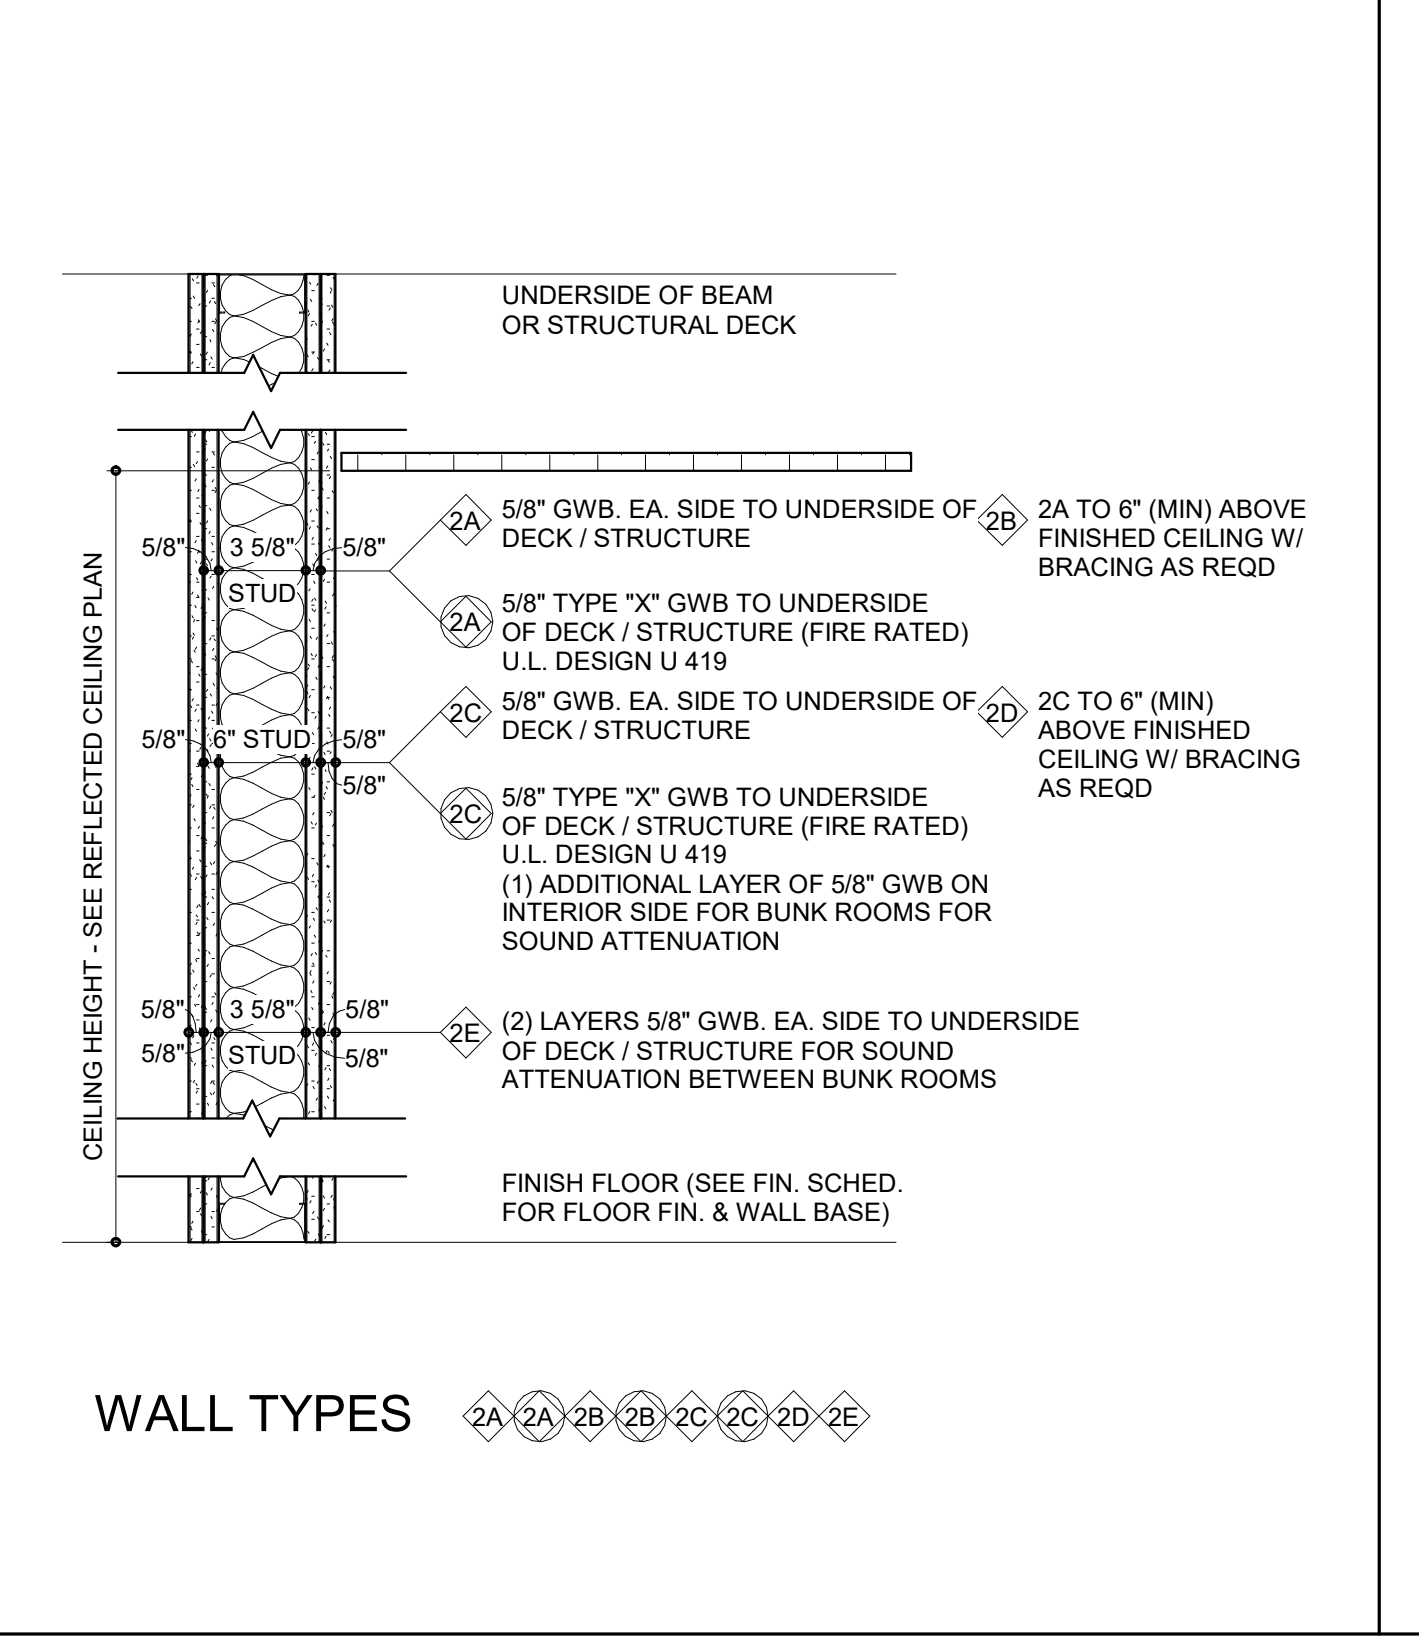 UNDERSIDE OF BEAM
OR STRUCTURAL DECK
CEILING HEIGHT - SEE REFLECTED CEILING PLAN
5/8"
3 5/8"
STUD
5/8"
2A
5/8" GWB. EA. SIDE TO UNDERSIDE OF
DECK / STRUCTURE
2B
2A TO 6" (MIN) ABOVE
FINISHED CEILING W/
BRACING AS REQD
2A
5/8" TYPE "X" GWB TO UNDERSIDE
OF DECK / STRUCTURE (FIRE RATED)
U.L. DESIGN U 419
5/8"
6" STUD
5/8"
5/8"
2C
5/8" GWB. EA. SIDE TO UNDERSIDE OF
DECK / STRUCTURE
2D
2C TO 6" (MIN)
ABOVE FINISHED
CEILING W/ BRACING
AS REQD
2C
5/8" TYPE "X" GWB TO UNDERSIDE
OF DECK / STRUCTURE (FIRE RATED)
U.L. DESIGN U 419
(1) ADDITIONAL LAYER OF 5/8" GWB ON
INTERIOR SIDE FOR BUNK ROOMS FOR
SOUND ATTENUATION
5/8"
5/8"
3 5/8"
STUD
5/8"
5/8"
2E
(2) LAYERS 5/8" GWB. EA. SIDE TO UNDERSIDE
OF DECK / STRUCTURE FOR SOUND
ATTENUATION BETWEEN BUNK ROOMS
FINISH FLOOR (SEE FIN. SCHED.
FOR FLOOR FIN. & WALL BASE)
WALL TYPES 2A 2A 2B 2B 2C 2C 2D 2E